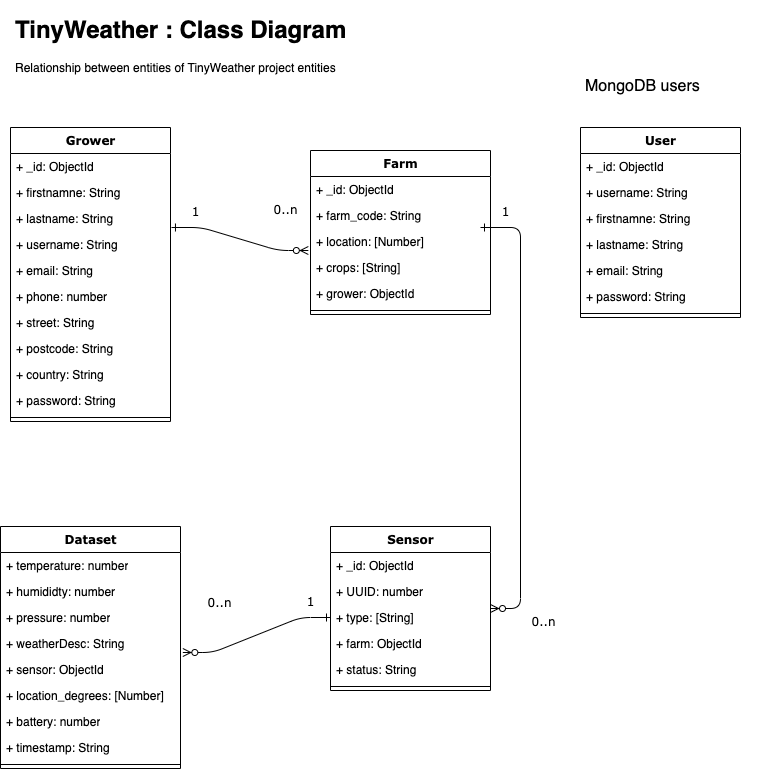 TinyWeather : Class Diagram
Relationship between entities of TinyWeather project entities
MongoDB users
Grower
+ _id: ObjectId
+ firstnamne: String
+ lastname: String
+ username: String
+ email: String
+ phone: number
+ street: String
+ postcode: String
+ country: String
+ password: String
1
0..n
Farm
+ _id: ObjectId
+ farm_code: String
+ location: [Number]
+ crops: [String]
+ grower: ObjectId
1
User
+ _id: ObjectId
+ username: String
+ firstnamne: String
+ lastname: String
+ email: String
+ password: String
Dataset
+ temperature: number
+ humididty: number
+ pressure: number
+ weatherDesc: String
+ sensor: ObjectId
+ location_degrees: [Number]
+ battery: number
+ timestamp: String
0..n
1
Sensor
+ _id: ObjectId
+ UUID: number
+ type: [String]
+ farm: ObjectId
+ status: String
0..n